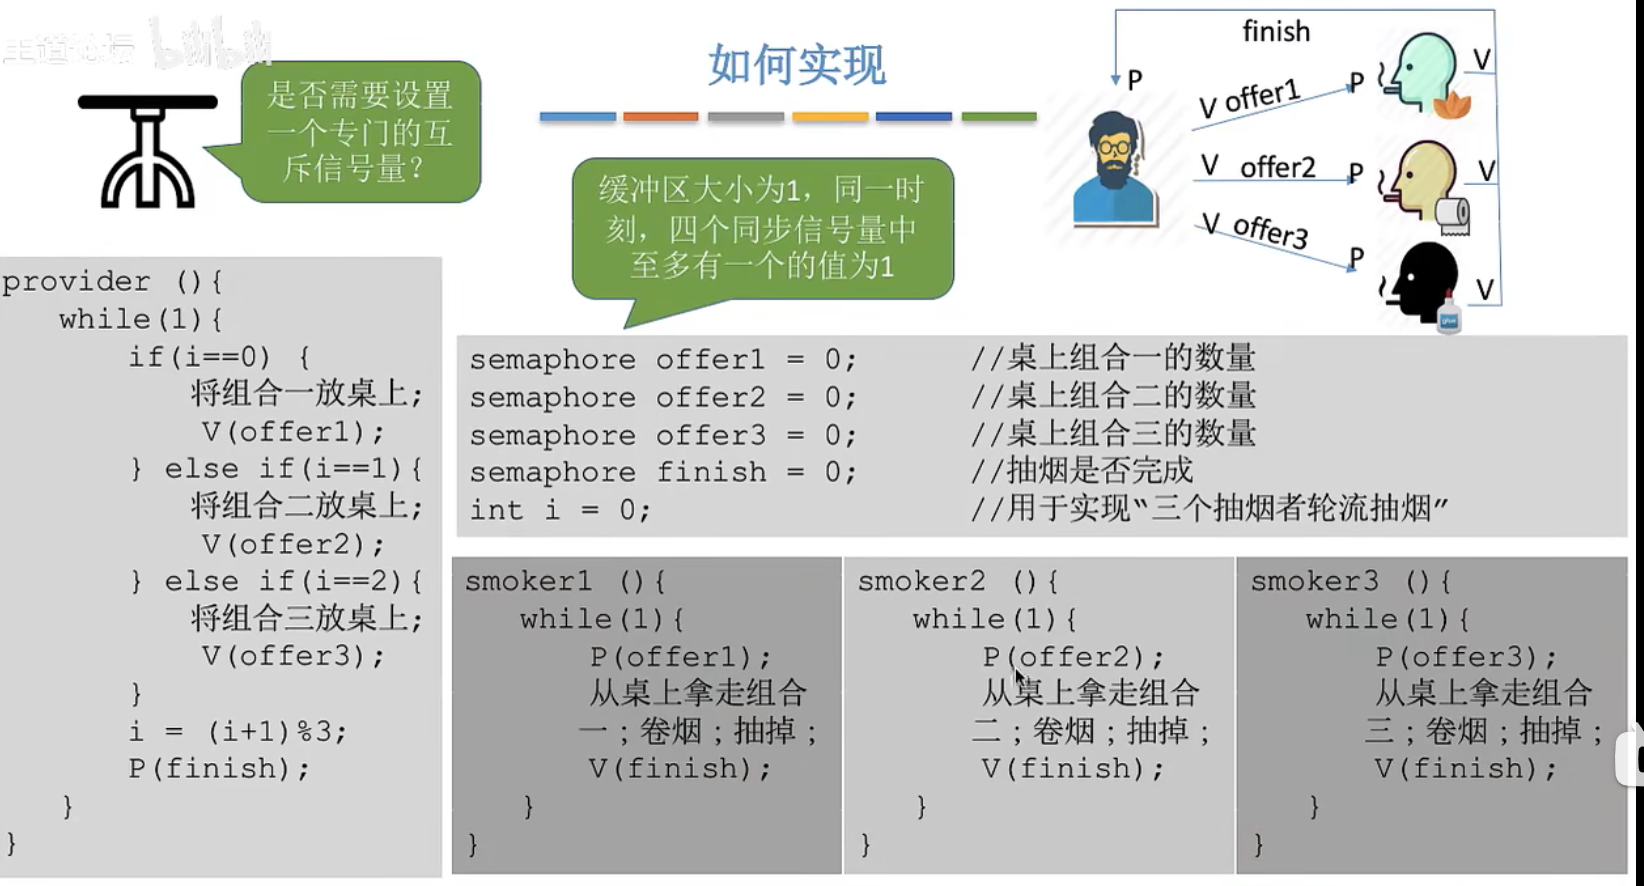 王道论坛 bilibili
如何实现
是否需要设置
一个专门的互
斥信号量？
缓冲区大小为1，同一时
刻，四个同步信号量中
至多有一个的值为1
finish
P
V offer1 P V
V offer2 P V
V offer3 P V
glue
provider (){
while(1){
if(i==0) {
将组合一放桌上;
V(offer1);
} else if(i==1){
将组合二放桌上;
V(offer2);
} else if(i==2){
将组合三放桌上;
V(offer3);
}
i = (i+1)%3;
P(finish);
}
}
semaphore offer1 = 0; //桌上组合一的数量
semaphore offer2 = 0; //桌上组合二的数量
semaphore offer3 = 0; //桌上组合三的数量
semaphore finish = 0; //抽烟是否完成
int i = 0; //用于实现“三个抽烟者轮流抽烟”
smoker1 (){
while(1){
P(offer1);
从桌上拿走组合
一；卷烟；抽掉；
V(finish);
}
}
smoker2 (){
while(1){
P(offer2);
从桌上拿走组合
二；卷烟；抽掉；
V(finish);
}
}
smoker3 (){
while(1){
P(offer3);
从桌上拿走组合
三；卷烟；抽掉；
V(finish);
}
}